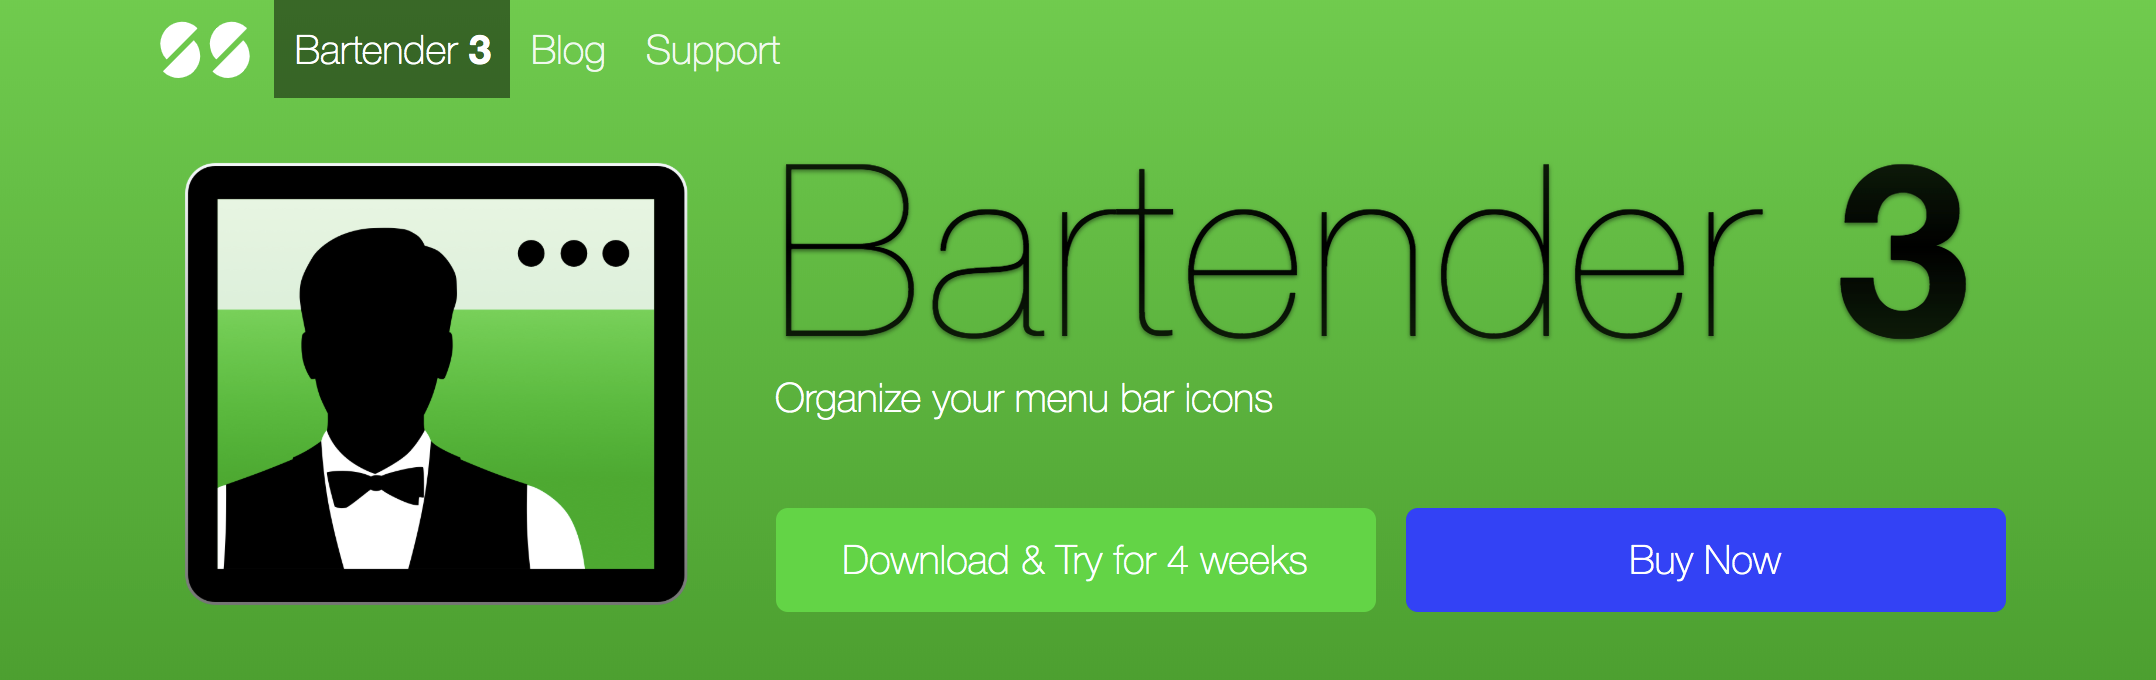 Bartender 3 Blog Support
Bartender 3
Organize your menu bar icons
Download & Try for 4 weeks
Buy Now